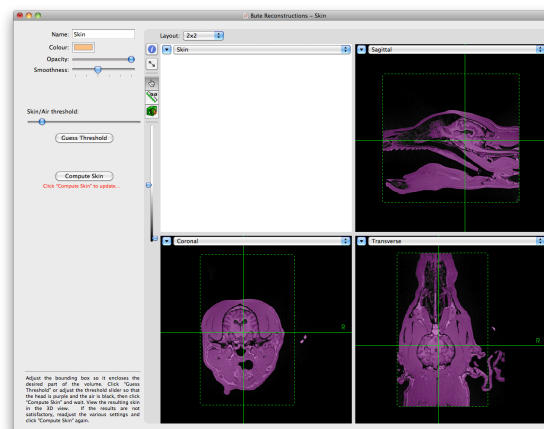 Bute Reconstructions – Skin
Name: Skin
Colour:
Opacity:
Smoothness:
Skin/Air threshold:
Guess Threshold
Compute Skin
Click "Compute Skin" to update...
Adjust the bounding box so it encloses the
desired part of the volume. Click "Guess
Threshold" or adjust the threshold slider so that
the head is purple and the air is black, then click
"Compute Skin" and wait. View the resulting skin
in the 3D view. If the results are not
satisfactory, readjust the various settings and
click "Compute Skin" again.
Layout: 2x2
Skin
Sagittal
Coronal
Transverse
R
R